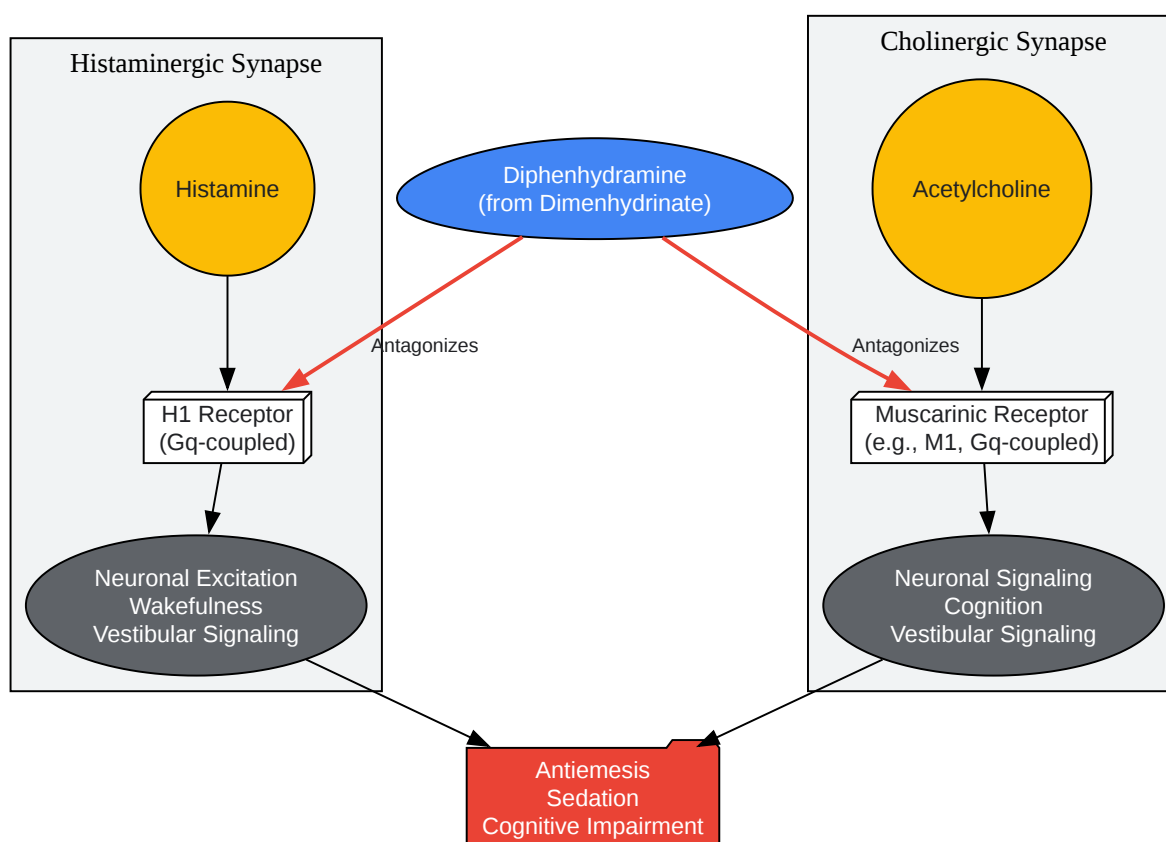 Histaminergic Synapse
Cholinergic Synapse
Histamine
Diphenhydramine
(from Dimenhydrinate)
Acetylcholine
Antagonizes
Antagonizes
H1 Receptor
(Gq-coupled)
Muscarinic Receptor
(e.g., M1, Gq-coupled)
Neuronal Excitation
Wakefulness
Vestibular Signaling
Neuronal Signaling
Cognition
Vestibular Signaling
Antiemesis
Sedation
Cognitive Impairment